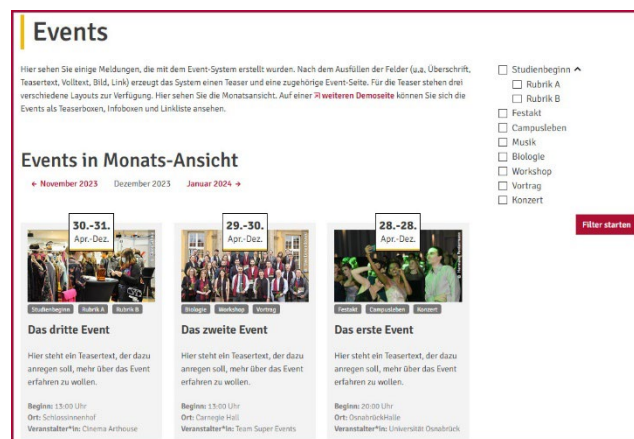 Events
Hier sehen Sie einige Meldungen, die mit dem Event-System erstellt wurden. Nach dem Ausfüllen der Felder (u.a. Überschrift,
Teasertext, Volltext, Bild, Link) erzeugt das System einen Teaser und eine zugehörige Event-Seite. Für die Teaser stehen drei
verschiedene Layouts zur Verfügung. Hier sehen Sie die Monatsansicht. Auf einer weiteren Demoseite können Sie sich die
Events als Teaserboxen, Infoboxen und Linkliste ansehen.
Events in Monats-Ansicht
← November 2023 Dezember 2023 Januar 2024 →
30.-31.
Apr.-Dez.
Studienbeginn Rubrik A Rubrik B
Das dritte Event
Hier steht ein Teasertext, der dazu
anregen soll, mehr über das Event
erfahren zu wollen.
Beginn: 13:00 Uhr
Ort: Schlossinnenhof
Veranstalter*in: Cinema Arthouse
29.-30.
Apr.-Dez.
Biologie Workshop Vortrag
Das zweite Event
Hier steht ein Teasertext, der dazu
anregen soll, mehr über das Event
erfahren zu wollen.
Beginn: 15:00 Uhr
Ort: Carnegie Hall
Veranstalter*in: Team Super Events
28.-28.
Apr.-Dez.
Festakt Campusleben Konzert
Das erste Event
Hier steht ein Teasertext, der dazu
anregen soll, mehr über das Event
erfahren zu wollen.
Beginn: 20:00 Uhr
Ort: OsnabrückHalle
Veranstalter*in: Universität Osnabrück
Studienbeginn
Rubrik A
Rubrik B
Festakt
Campusleben
Musik
Biologie
Workshop
Vortrag
Konzert
Filter starten